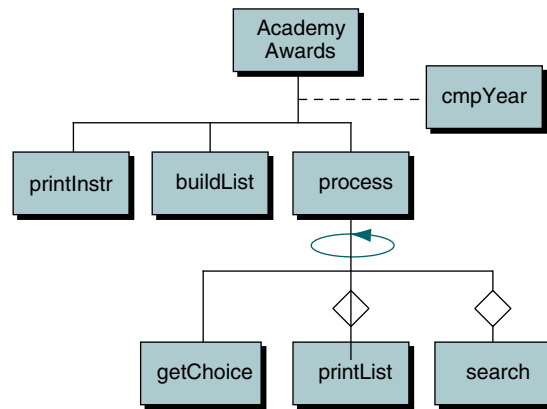 Academy
Awards
cmpYear
printInstr
buildList
process
getChoice
printList
search